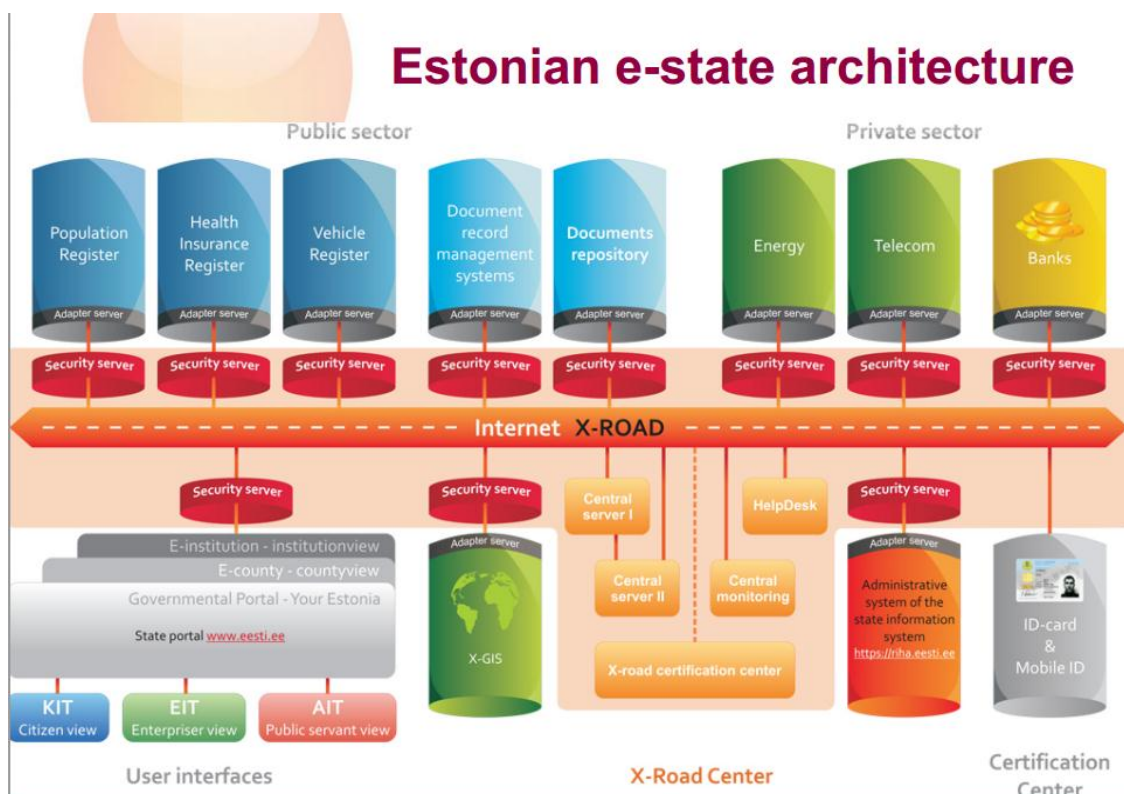 Estonian e-state architecture
Public sector
Private sector
Population
Register
Adapter server
Security server
Health
Insurance
Register
Adapter server
Security server
Vehicle
Register
Adapter server
Security server
Document
record
management
systems
Adapter server
Security server
Documents
repository
Adapter server
Security server
Energy
Adapter server
Security server
Telecom
Adapter server
Security server
Banks
Adapter server
Security server
Internet X-ROAD
Security server
E-institution - institutionview
E-county - countyview
Governmental Portal - Your Estonia
State portal www.eesti.ee
KIT
Citizen view
EIT
Enterpriser view
AIT
Public servant view
User interfaces
Security server
Adapter server
X-GIS
Central
server I
Central
server II
Central
monitoring
HelpDesk
X-road certification center
X-Road Center
Security server
Adapter server
Administrative
system of the
state information
system
https://riha.eesti.ee
ID-card
&
Mobile ID
Certification
Center